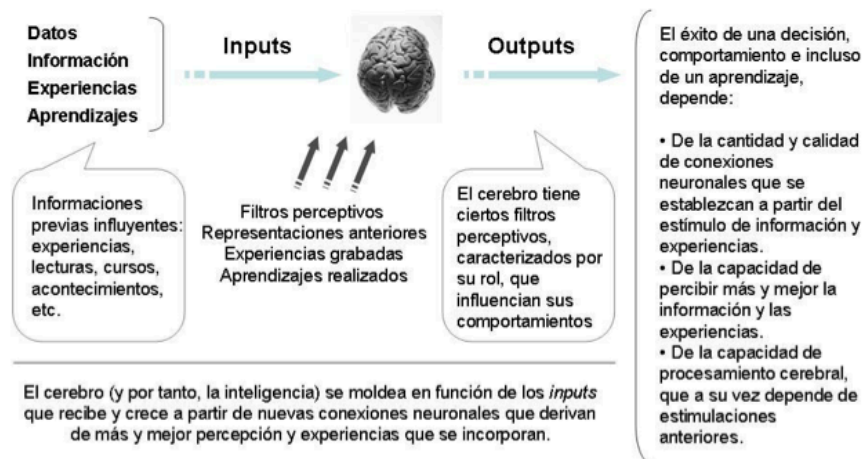 Datos
Información
Experiencias
Aprendizajes
Inputs
Outputs
Informaciones
previas influyentes:
experiencias,
lecturas, cursos,
acontecimientos,
etc.
Filtros perceptivos
Representaciones anteriores
Experiencias grabadas
Aprendizajes realizados
El cerebro tiene
ciertos filtros
perceptivos,
caracterizados por
su rol, que
influencian sus
comportamientos
El éxito de una decisión,
comportamiento e incluso
de un aprendizaje,
depende:
• De la cantidad y calidad
de conexiones
neuronales que se
establezcan a partir del
estímulo de información y
experiencias.
• De la capacidad de
percibir más y mejor la
información y las
experiencias.
• De la capacidad de
procesamiento cerebral,
que a su vez depende de
estimulaciones
anteriores.
El cerebro (y por tanto, la inteligencia) se moldea en función de los inputs
que recibe y crece a partir de nuevas conexiones neuronales que derivan
de más y mejor percepción y experiencias que se incorporan.